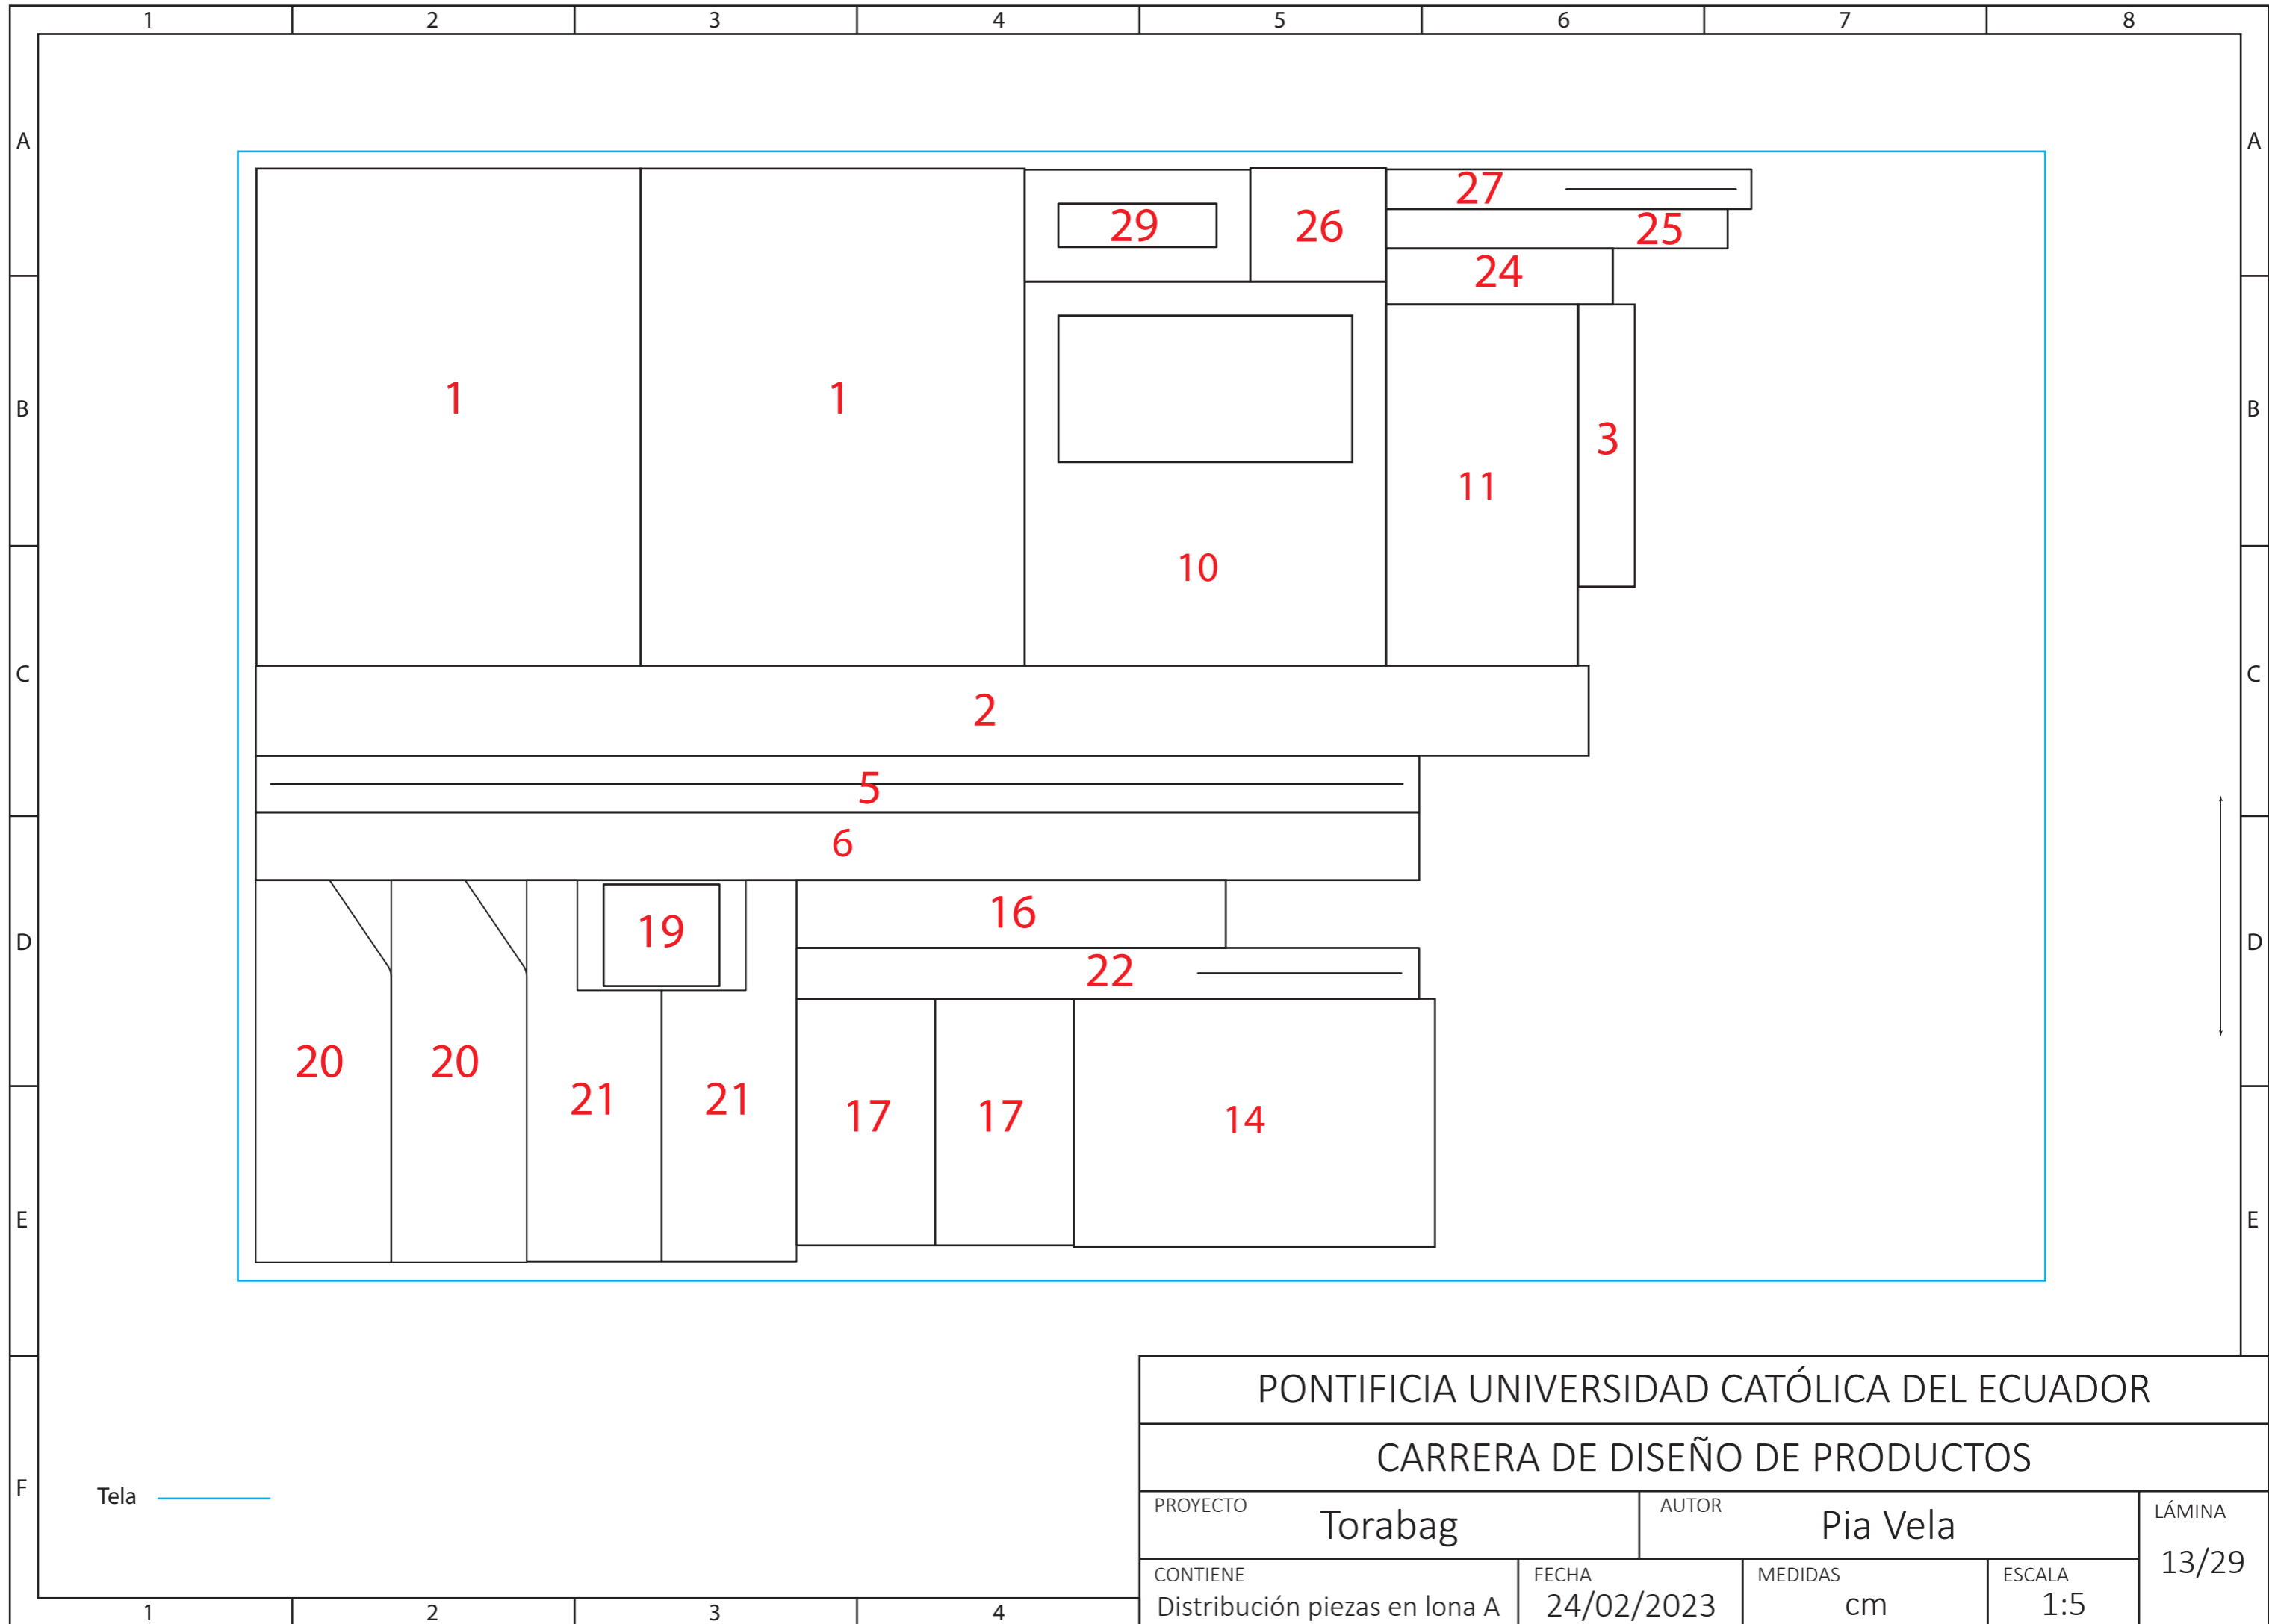 1 2 3 4 5 6 7 8
A A
27
29 26 25
24
B 1 1 3 B
11
10
C 2 C
5
6
16
D 19 D
22
20 20
21 21 17 17 14
E E
PONTIFICIA UNIVERSIDAD CATÓLICA DEL ECUADOR
CARRERA DE DISEÑO DE PRODUCTOS
F Tela
PROYECTO AUTOR LÁMINA
Torabag Pia Vela
13/29
CONTIENE FECHA MEDIDAS ESCALA
Distribución piezas en lona A 24/02/2023 cm 1:5
1 2 3 4